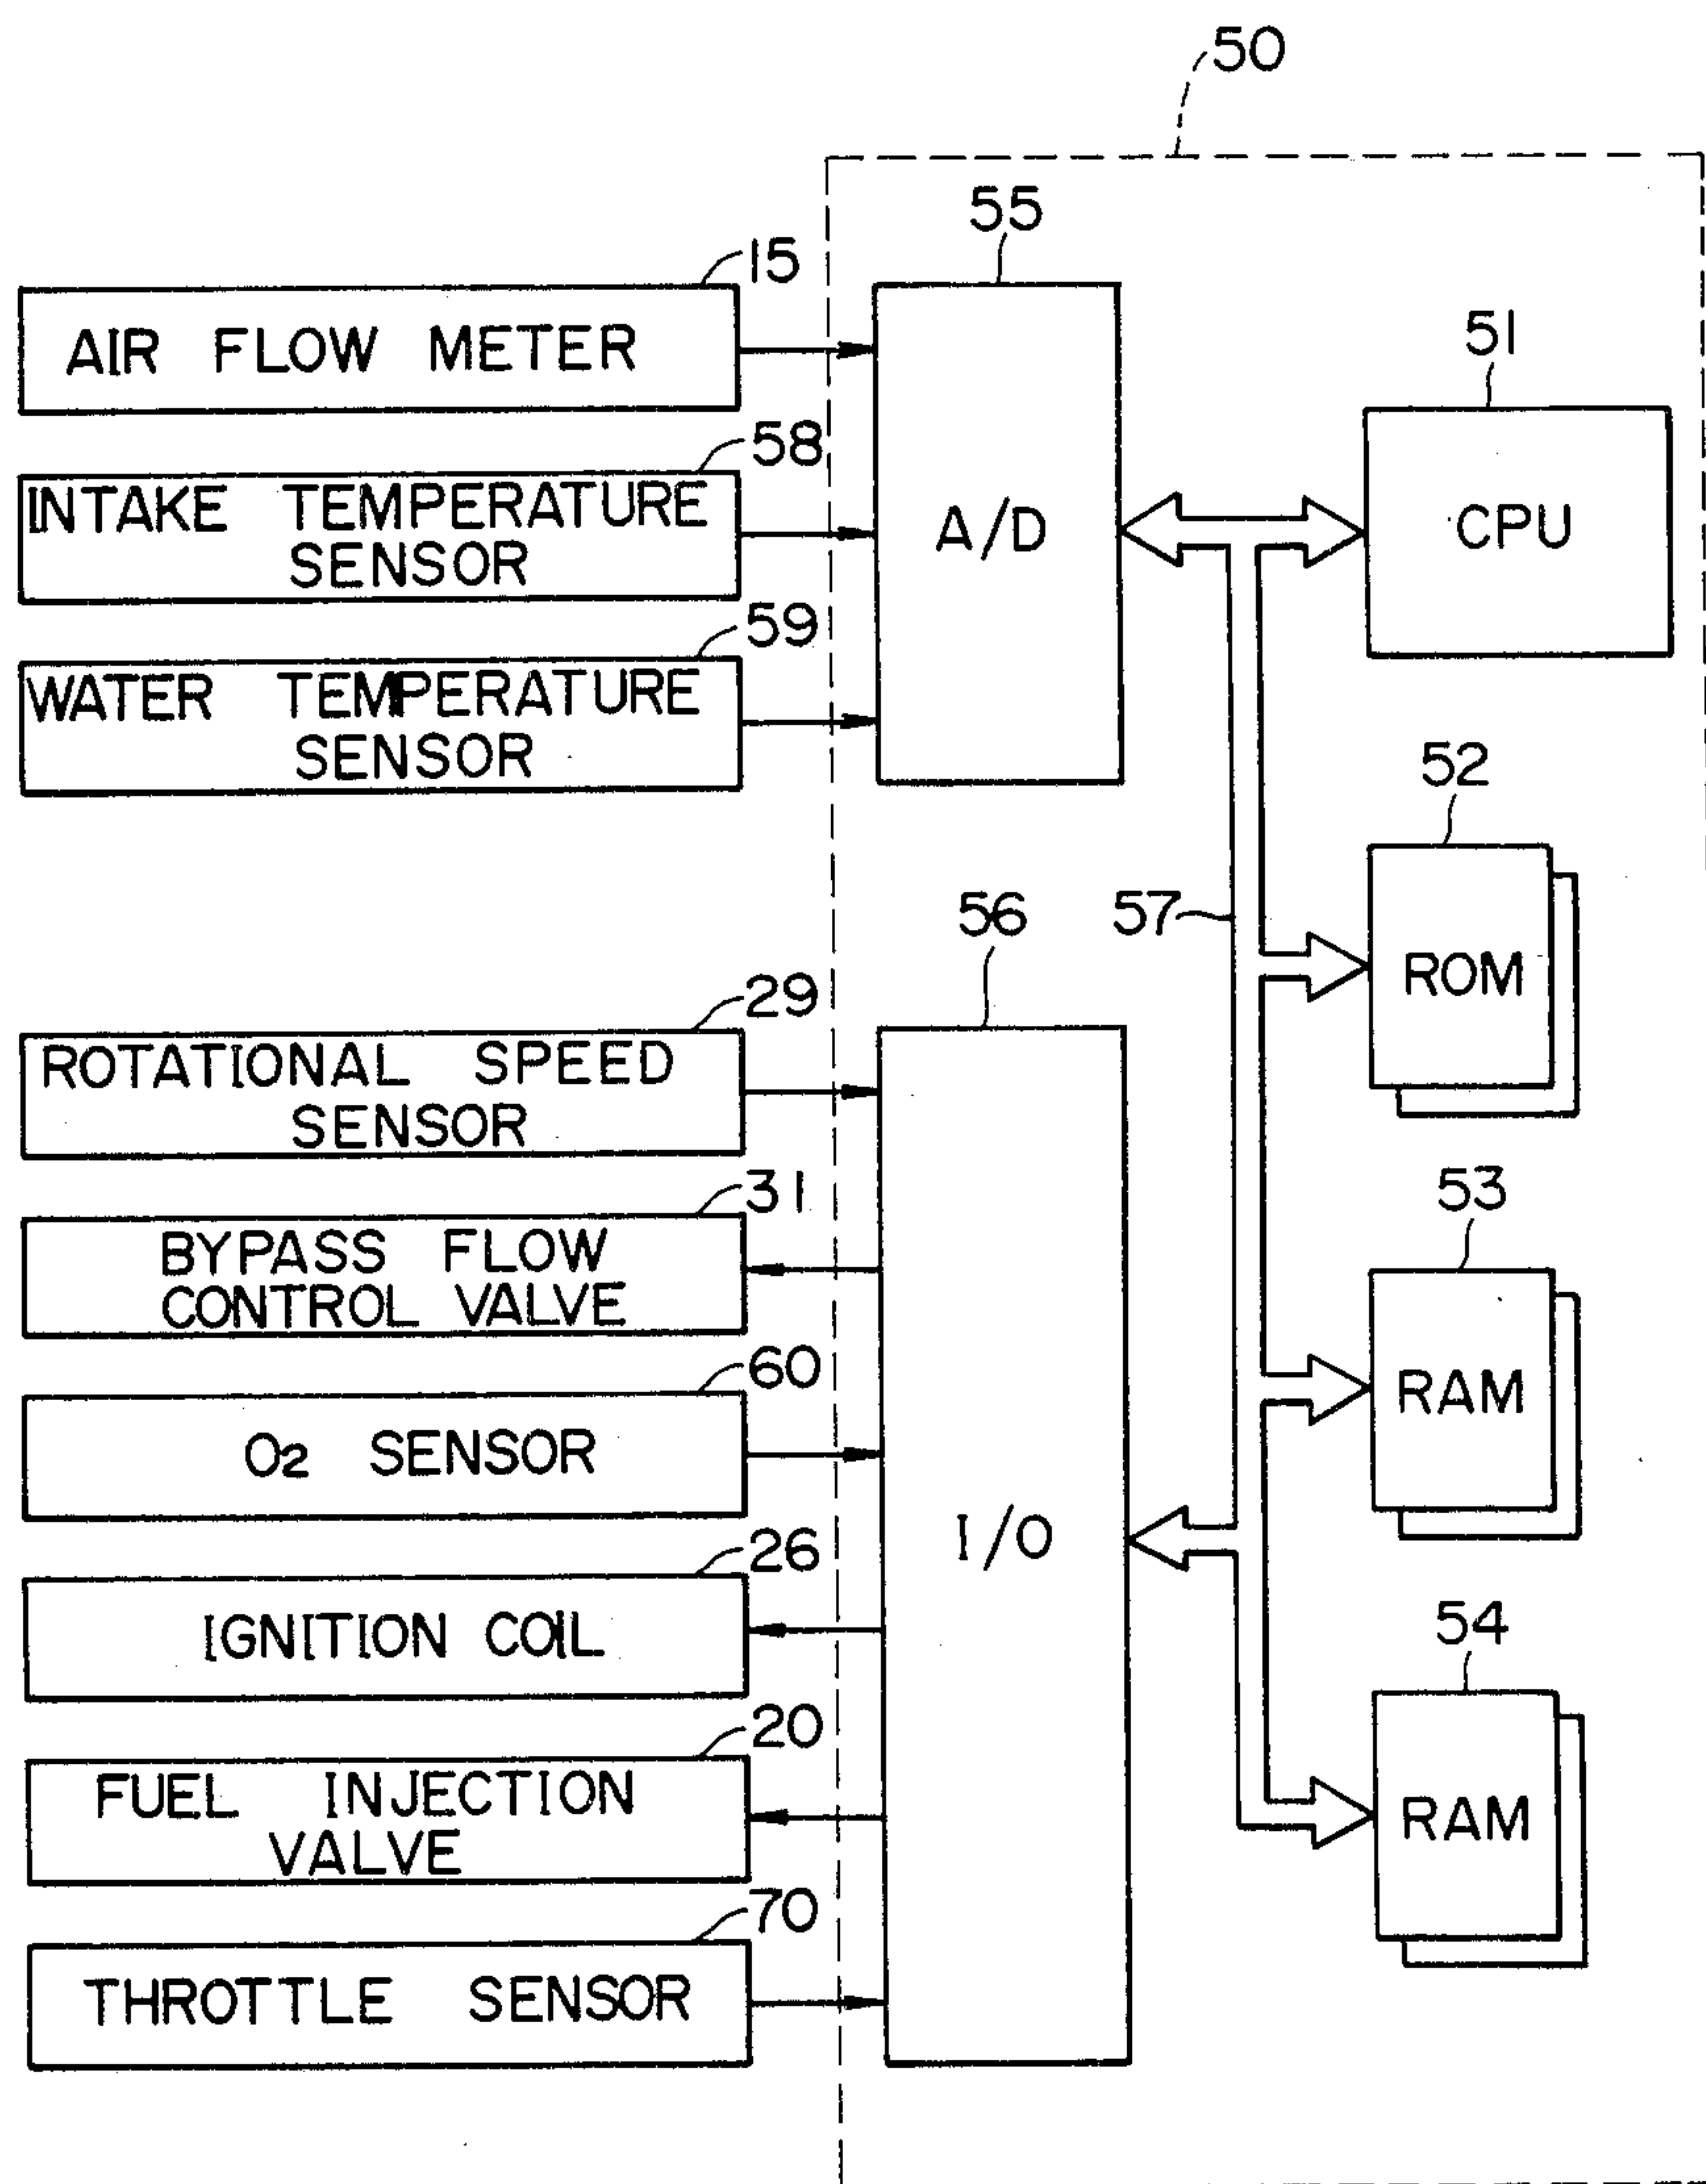 50
55
15
AIR FLOW METER
51
58
INTAKE TEMPERATURE
SENSOR
A/D
CPU
59
WATER TEMPERATURE
SENSOR
52
56
57
ROM
29
ROTATIONAL SPEED
SENSOR
31
53
BYPASS FLOW
CONTROL VALVE
60
RAM
O2 SENSOR
I/O
26
IGNITION COIL
54
20
FUEL INJECTION
VALVE
RAM
70
THROTTLE SENSOR